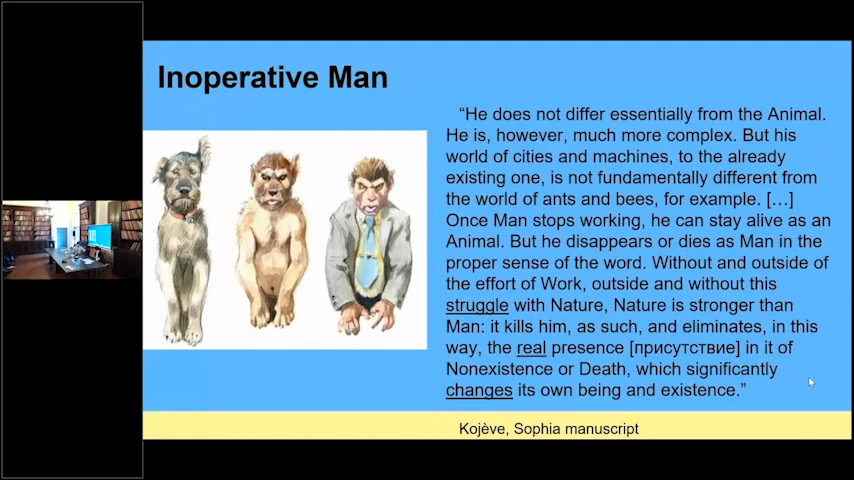 Inoperative Man
“He does not differ essentially from the Animal.
He is, however, much more complex. But his
world of cities and machines, to the already
existing one, is not fundamentally different from
the world of ants and bees, for example. […]
Once Man stops working, he can stay alive as an
Animal. But he disappears or dies as Man in the
proper sense of the word. Without and outside of
the effort of Work, outside and without this
struggle with Nature, Nature is stronger than
Man: it kills him, as such, and eliminates, in this
way, the real presence [присутствие] in it of
Nonexistence or Death, which significantly
changes its own being and existence.”
Kojève, Sophia manuscript